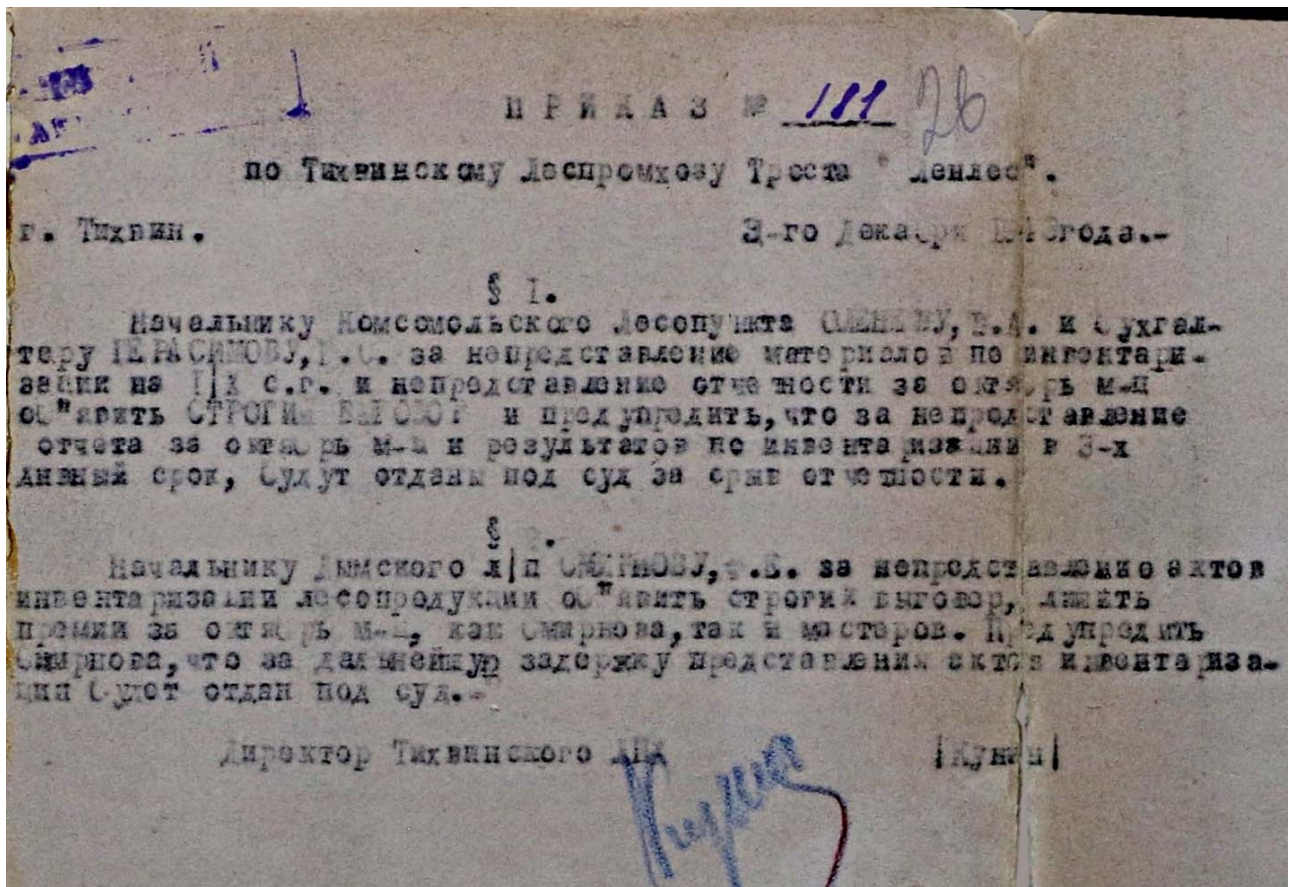 ПРИКАЗ № 181 26
по Тихвинскому Леспромхозу Треста "Ленлес".
г. Тихвин.
3-го Декабря года.-
§ I.
Начальнику Комсомольского Лесопункта и Бухгал-
теру ГЕРАСИМОВУ, за непредставление материалов по инвентари-
зации на с.г. и непредставление отчетности за октябрь м-ц
об"явить СТРОГИЙ ВЫГОВОР и предупредить,что за непредставление
отчета за октябрь м-ц и результатов по инвентаризации в 3-х
дневный срок, будут отданы под суд за срыв отчетности.
§ 2.
Начальнику Дымского л/п СМИРНОВУ, за непредставление актов
инвентаризации лесопродукции об"явить строгий выговор, лишить
премии за октябрь м-ц, как Смирнова,так и мастеров. Предупредить
Смирнова,что за дальнейшую задержку представления актов инвентариза-
ции будет отдан под суд.-
Директор Тихвинского ЛПХ /Кунин/